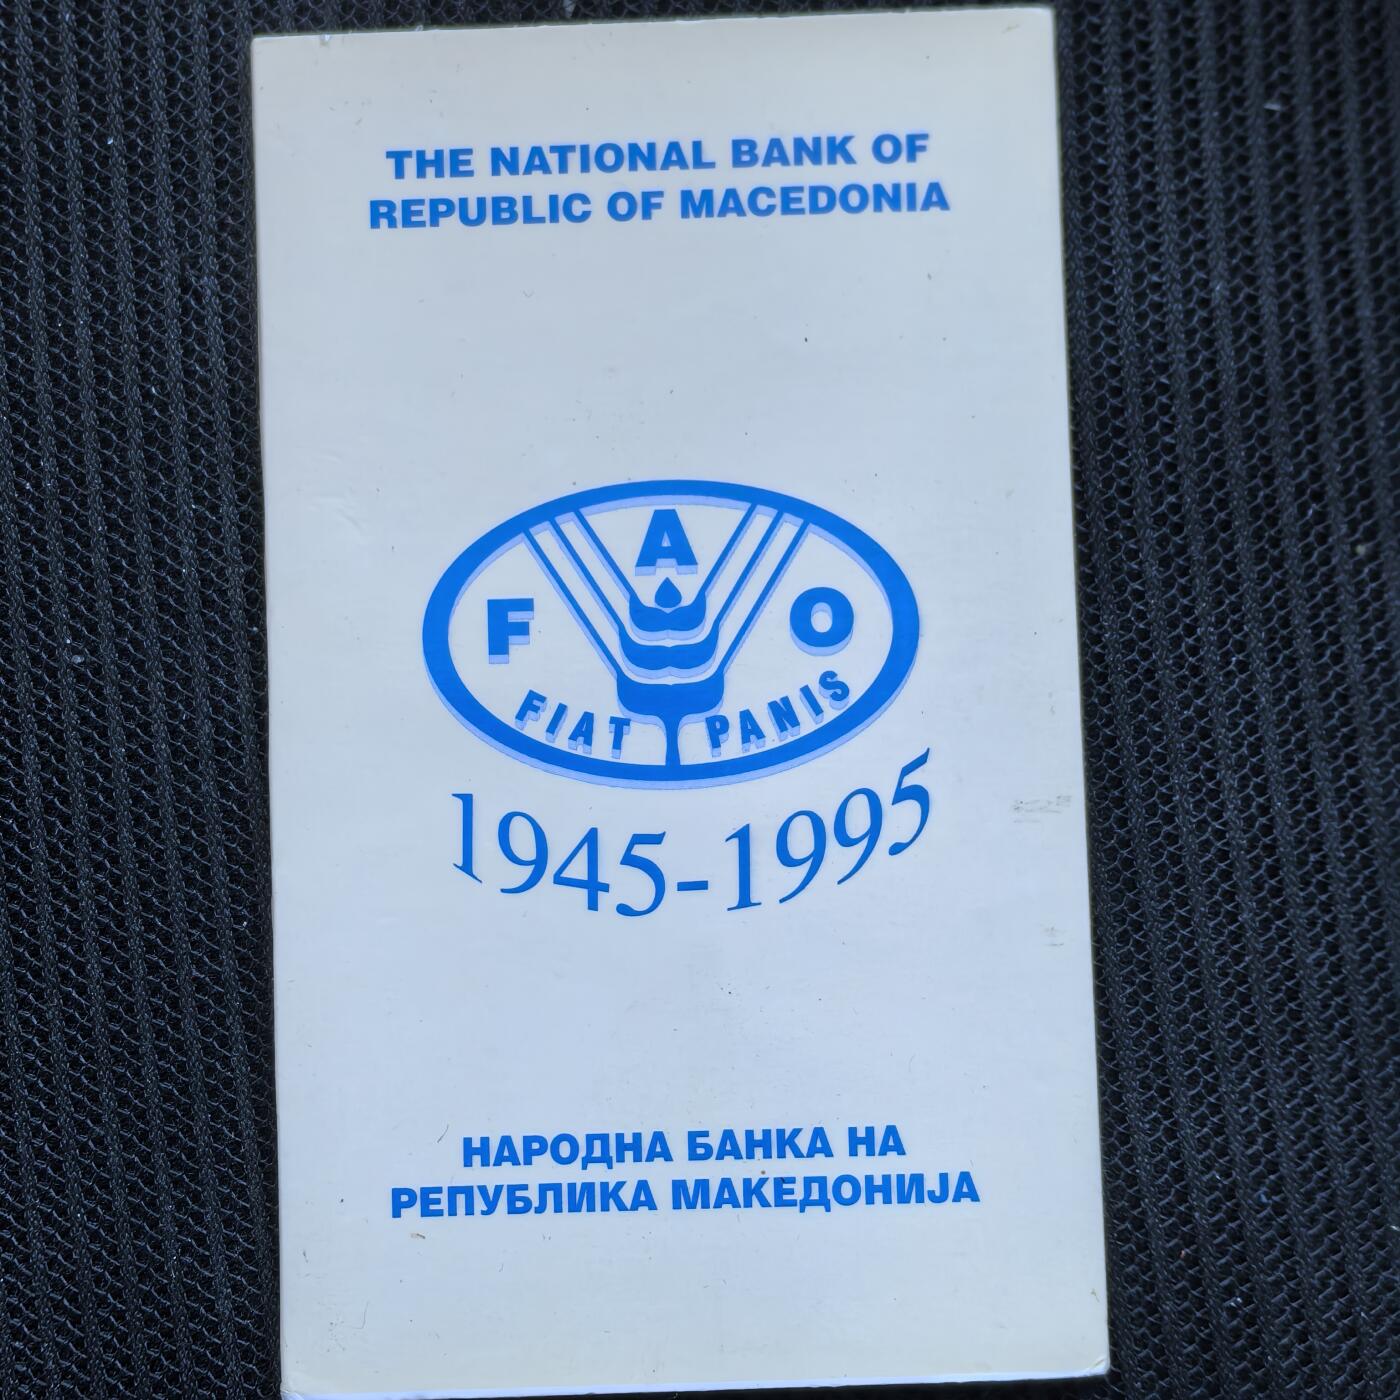 THE NATIONAL BANK OF
REPUBLIC OF MACEDONIA
F A O
FIAT PANIS
1945-1995
НАРОДНА БАНКА НА
РЕПУБЛИКА МАКЕДОНИЈА